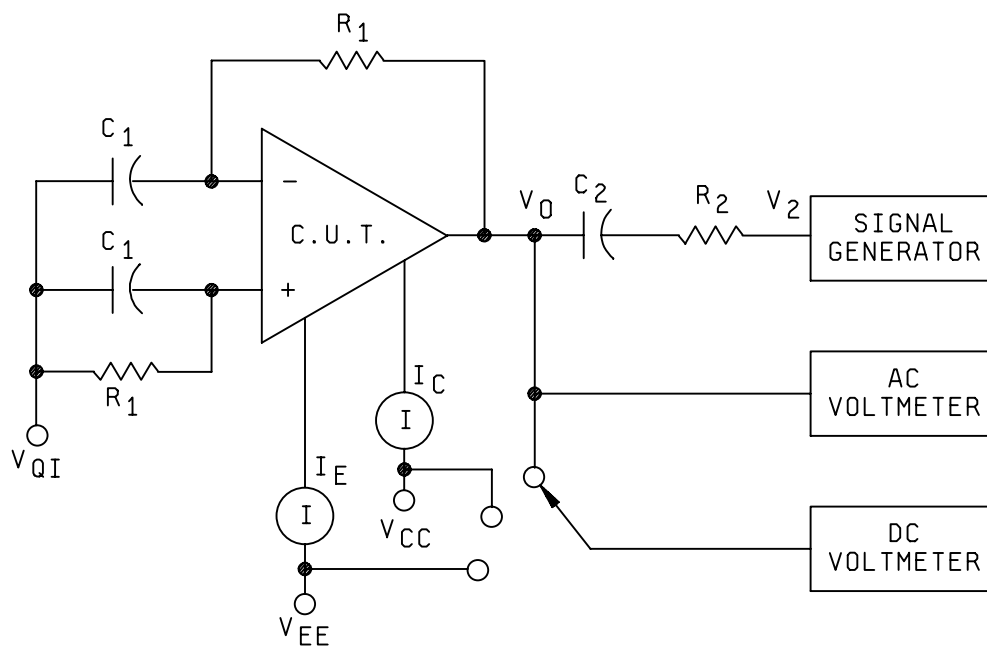 R1
C1
−
C.U.T.
C1
+
R1
VQI
VO
C2
R2
V2
SIGNAL
GENERATOR
AC
VOLTMETER
IC
I
VCC
IE
I
VEE
DC
VOLTMETER